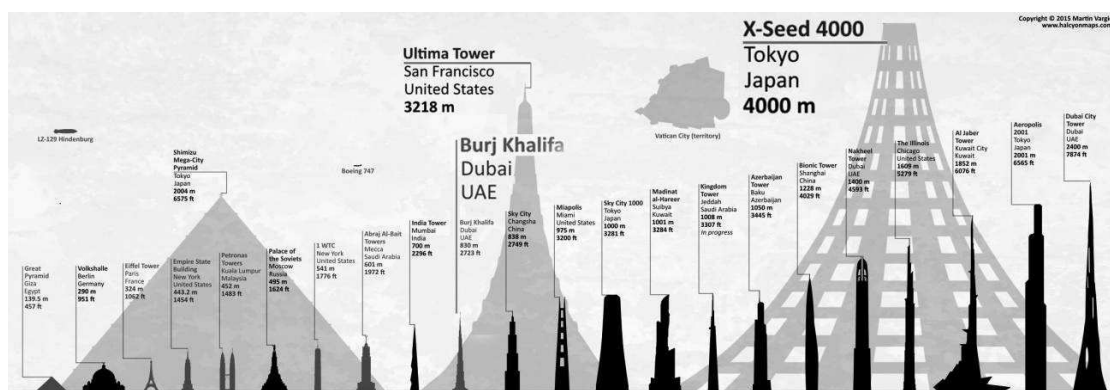 Copyright © 2015 Martin Vargic
www.halcyonmaps.com
LZ-129 Hindenburg
Boeing 747
Vatican City (territory)
Great
Pyramid
Giza
Egypt
139.5 m
457 ft
Volkshalle
Berlin
Germany
290 m
951 ft
Eiffel Tower
Paris
France
324 m
1062 ft
Shimizu
Mega-City
Pyramid
Tokyo
Japan
2004 m
6575 ft
Empire State
Building
New York
United States
443.2 m
1454 ft
Petronas
Towers
Kuala Lumpur
Malaysia
452 m
1483 ft
Palace of
the Soviets
Moscow
Russia
495 m
1624 ft
1 WTC
New York
United States
541 m
1776 ft
Abraj Al-Bait
Towers
Mecca
Saudi Arabia
601 m
1972 ft
India Tower
Mumbai
India
700 m
2296 ft
Ultima Tower
San Francisco
United States
3218 m
Burj Khalifa
Dubai
UAE
Burj Khalifa
Dubai
UAE
830 m
2723 ft
Sky City
Changsha
China
838 m
2749 ft
Miapolis
Miami
United States
975 m
3200 ft
Sky City 1000
Tokyo
Japan
1000 m
3281 ft
Madinat
al-Hareer
Subya
Kuwait
1001 m
3284 ft
Kingdom
Tower
Jeddah
Saudi Arabia
1008 m
3307 ft
In progress
Azerbaijan
Tower
Baku
Azerbaijan
1050 m
3445 ft
X-Seed 4000
Tokyo
Japan
4000 m
Bionic Tower
Shanghai
China
1228 m
4029 ft
Nakheel
Tower
Dubai
UAE
1400 m
4593 ft
The Illinois
Chicago
United States
1609 m
5279 ft
Al Jaber
Tower
Kuwait City
Kuwait
1852 m
6076 ft
Aeropolis
2001
Tokyo
Japan
2001 m
6565 ft
Dubai City
Tower
Dubai
UAE
2400 m
7874 ft